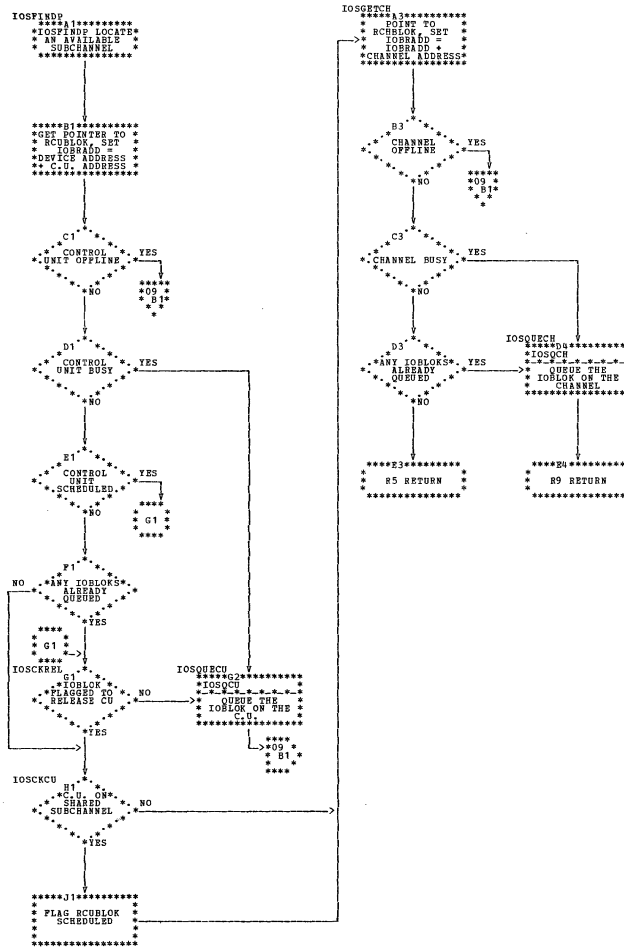 IOSFINDP
A1
IOSFINDP LOCATE
AN AVAILABLE
SUBCHANNEL
B1
GET POINTER TO
RCUBLOK, SET
IOBRADD =
DEVICE ADDRESS
+ C.U. ADDRESS
C1
CONTROL
UNIT OFFLINE
YES
09
B1
NO
D1
CONTROL
UNIT BUSY
YES
NO
E1
CONTROL
UNIT
SCHEDULED
YES
G1
NO
F1
NO
ANY IOBLOKS
ALREADY
QUEUED
YES
G1
IOSCKREL
G1
IOBLOK
FLAGGED TO
RELEASE CU
NO
YES
IOSQUECU
G2
IOSQCU
QUEUE THE
IOBLOK ON THE
C.U.
09
B1
IOSCKCU
H1
C.U. ON
SHARED
SUBCHANNEL
NO
YES
J1
FLAG RCUBLOK
SCHEDULED
IOSGETCH
A3
POINT TO
RCHBLOK, SET
IOBRADD =
IOBRADD +
CHANNEL ADDRESS
B3
CHANNEL
OFFLINE
YES
09
B1
NO
C3
CHANNEL BUSY
YES
NO
D3
ANY IOBLOKS
ALREADY
QUEUED
YES
NO
IOSQUECH
D4
IOSQCH
QUEUE THE
IOBLOK ON THE
CHANNEL
E3
R5 RETURN
E4
R9 RETURN